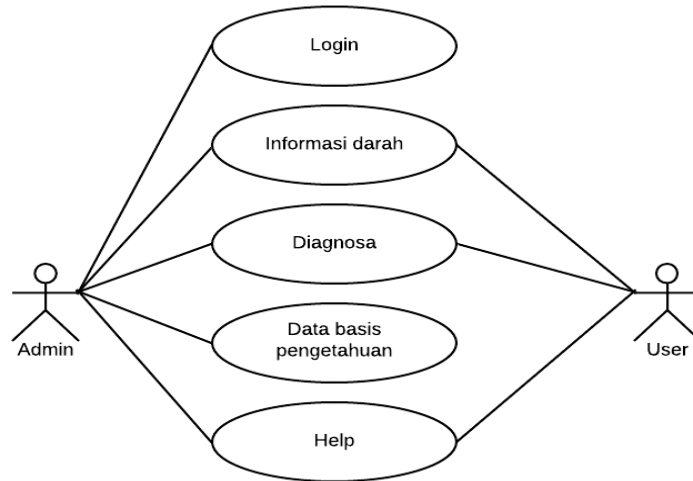 Login
Informasi darah
Diagnosa
Admin
Data basis
pengetahuan
User
Help